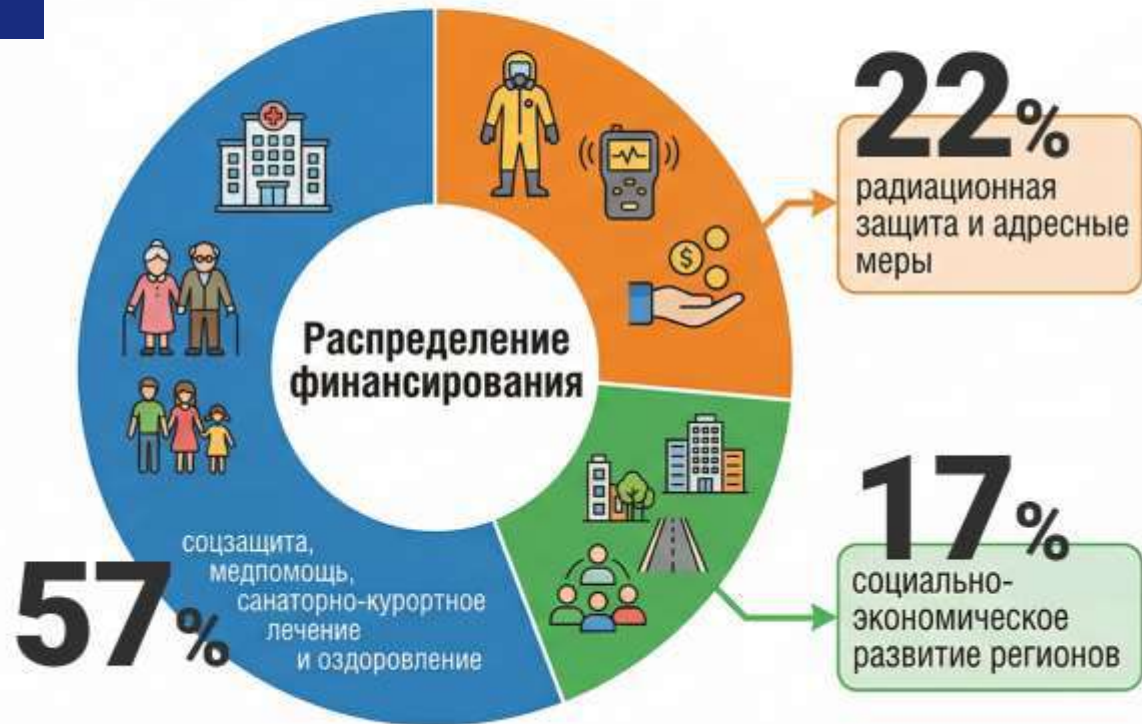 22%
радиационная
защита и адресные
меры
Распределение
финансирования
17%
социально-
экономическое
развитие регионов
57%
соцзащита,
медпомощь,
санаторно-курортное
лечение
и оздоровление